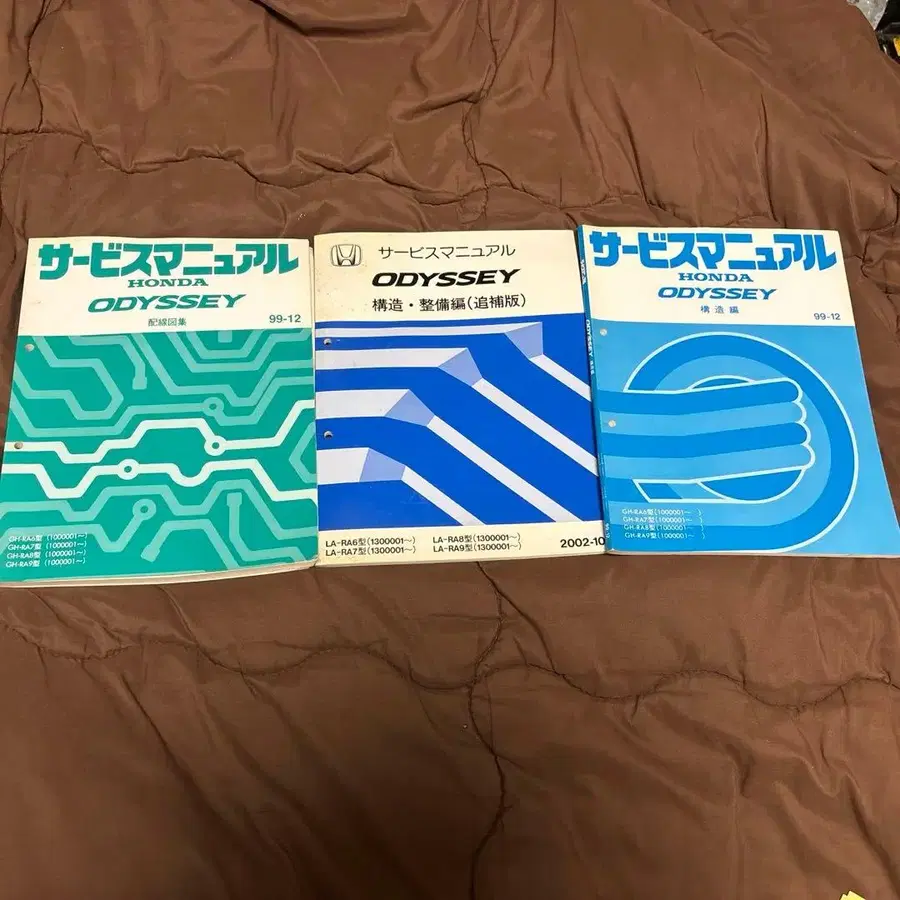 サービスマニュアル
HONDA
ODYSSEY
配線図集
99-12
GH-RA6型(1000001〜)
GH-RA7型(1000001〜)
GH-RA8型(1000001〜)
GH-RA9型(1000001〜)
サービスマニュアル
ODYSSEY
構造・整備編(追補版)
LA-RA6型(1300001〜) LA-RA8型(1300001〜)
LA-RA7型(1300001〜) LA-RA9型(1300001〜)
2002-10
サービスマニュアル
HONDA
ODYSSEY
構造編
99-12
GH-RA6型(1000001〜)
GH-RA7型(1000001〜)
GH-RA8型(1000001〜)
GH-RA9型(1000001〜)
ODYSSEY